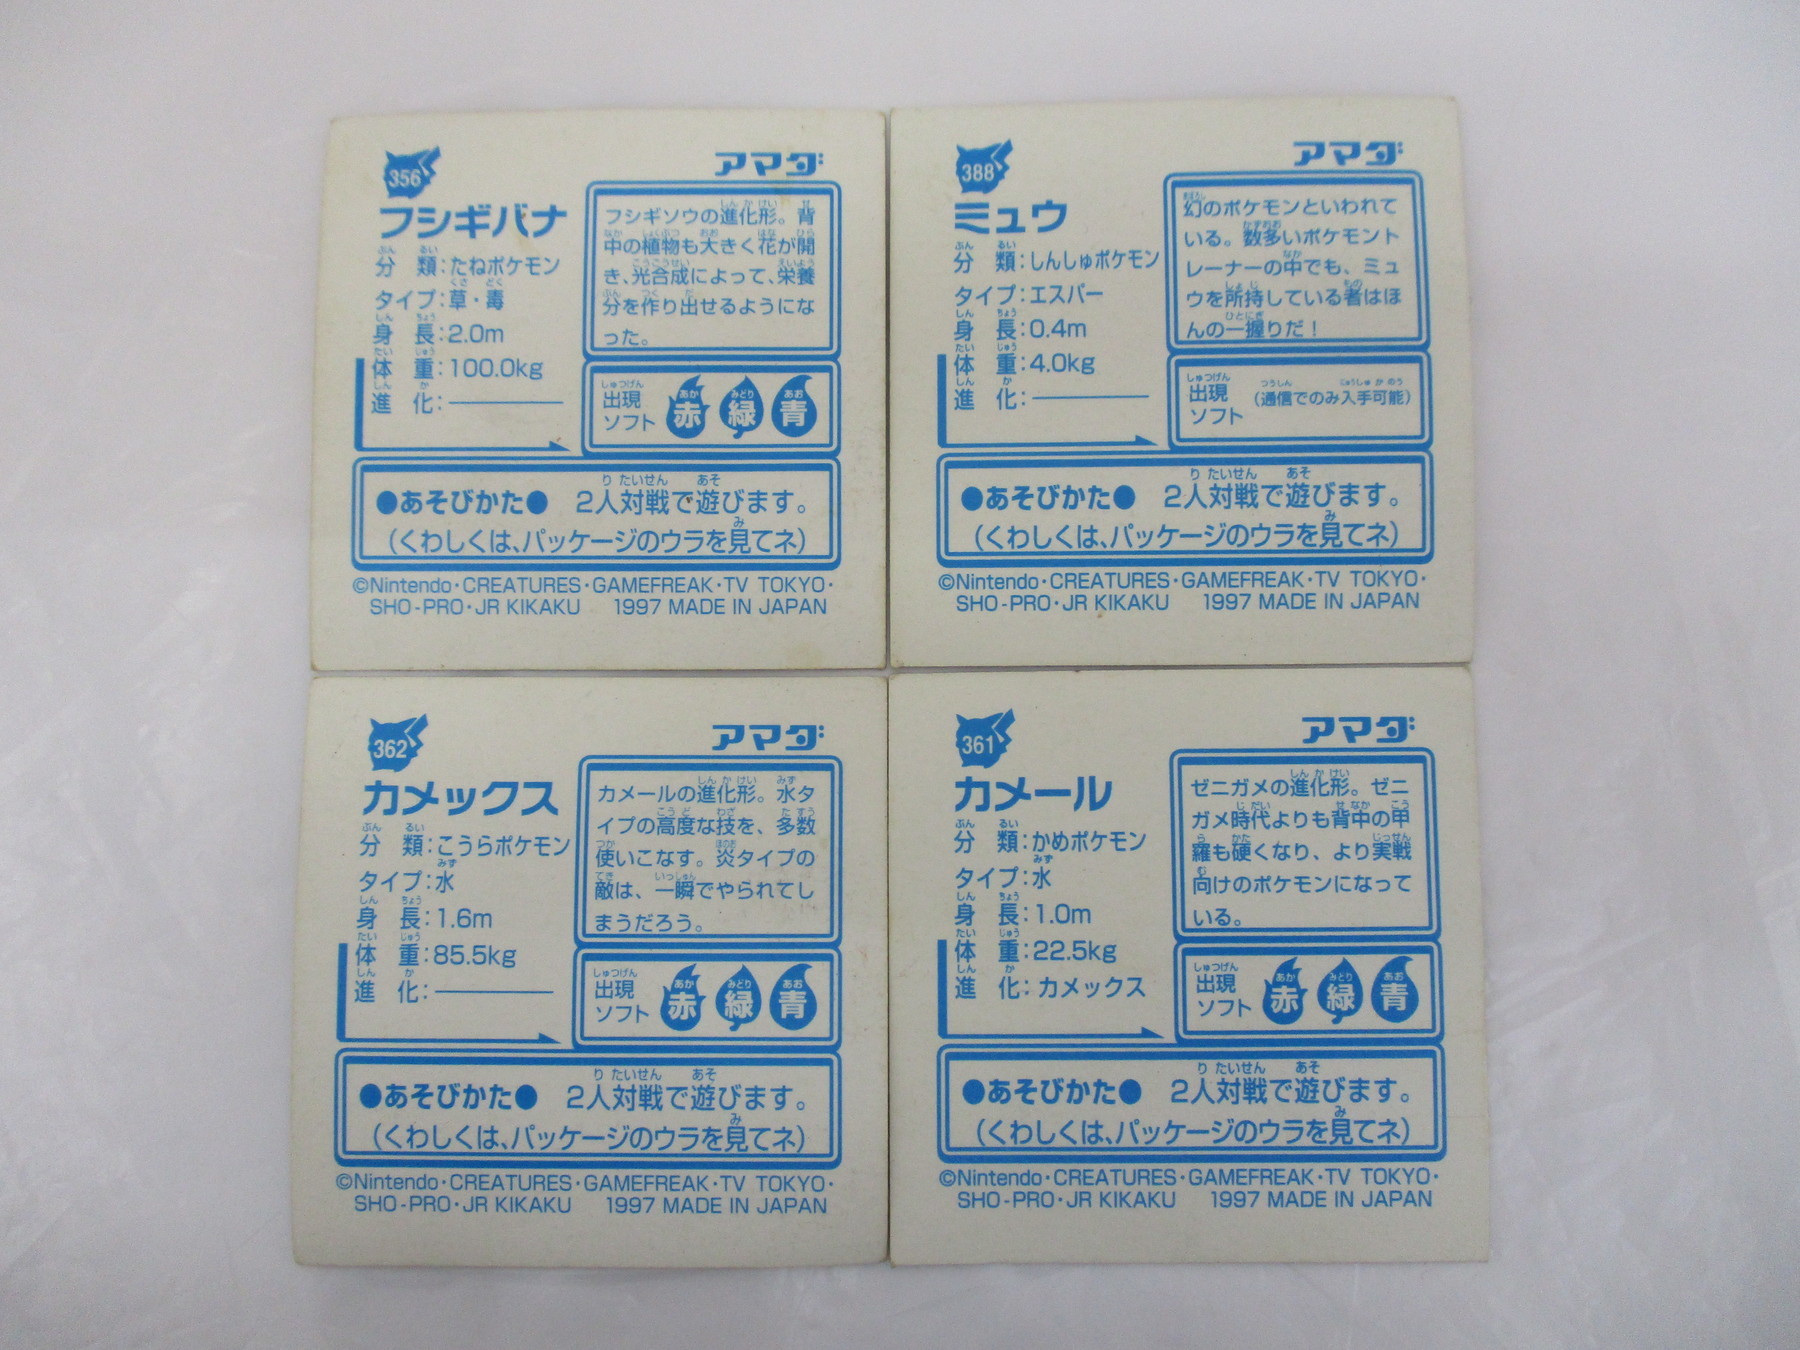 356
アマダ
フシギバナ
分類:たねポケモン
タイプ:草・毒
身長:2.0m
体重:100.0kg
進化:————
フシギソウの進化形。背
中の植物も大きく花が開
き、光合成によって、栄養
分を作り出せるようにな
った。
出現
ソフト
赤 緑 青
●あそびかた● 2人対戦で遊びます。
(くわしくは、パッケージのウラを見てネ)
©Nintendo・CREATURES・GAMEFREAK・TV TOKYO・
SHO-PRO・JR KIKAKU 1997 MADE IN JAPAN
388
アマダ
ミュウ
分類:しんしゅポケモン
タイプ:エスパー
身長:0.4m
体重:4.0kg
進化:————
幻のポケモンといわれて
いる。数多いポケモント
レーナーの中でも、ミュ
ウを所持している者はほ
んの一握りだ!
出現
ソフト
(通信でのみ入手可能)
●あそびかた● 2人対戦で遊びます。
(くわしくは、パッケージのウラを見てネ)
©Nintendo・CREATURES・GAMEFREAK・TV TOKYO・
SHO-PRO・JR KIKAKU 1997 MADE IN JAPAN
362
アマダ
カメックス
分類:こうらポケモン
タイプ:水
身長:1.6m
体重:85.5kg
進化:————
カメールの進化形。水タ
イプの高度な技を、多数
使いこなす。炎タイプの
敵は、一瞬でやられてし
まうだろう。
出現
ソフト
赤 緑 青
●あそびかた● 2人対戦で遊びます。
(くわしくは、パッケージのウラを見てネ)
©Nintendo・CREATURES・GAMEFREAK・TV TOKYO・
SHO-PRO・JR KIKAKU 1997 MADE IN JAPAN
361
アマダ
カメール
分類:かめポケモン
タイプ:水
身長:1.0m
体重:22.5kg
進化:カメックス
ゼニガメの進化形。ゼニ
ガメ時代よりも背中の甲
羅も硬くなり、より実戦
向けのポケモンになって
いる。
出現
ソフト
赤 緑 青
●あそびかた● 2人対戦で遊びます。
(くわしくは、パッケージのウラを見てネ)
©Nintendo・CREATURES・GAMEFREAK・TV TOKYO・
SHO-PRO・JR KIKAKU 1997 MADE IN JAPAN